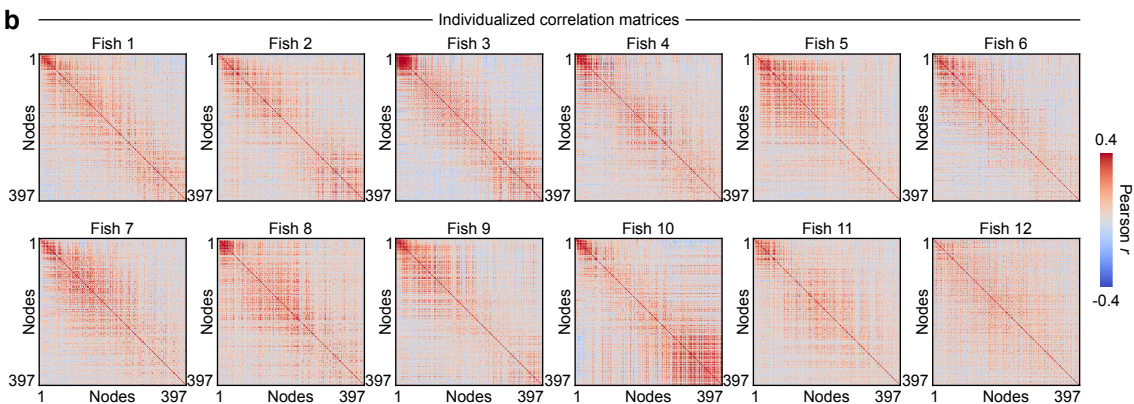 b
Individualized correlation matrices
Fish 1
Fish 2
Fish 3
Fish 4
Fish 5
Fish 6
1
Nodes
397
1
Nodes
397
1
Nodes
397
1
Nodes
397
1
Nodes
397
1
Nodes
397
0.4
Pearson r
-0.4
Fish 7
Fish 8
Fish 9
Fish 10
Fish 11
Fish 12
1
Nodes
397
1
Nodes
397
1
Nodes
397
1
Nodes
397
1
Nodes
397
1
Nodes
397
1 Nodes 397
1 Nodes 397
1 Nodes 397
1 Nodes 397
1 Nodes 397
1 Nodes 397